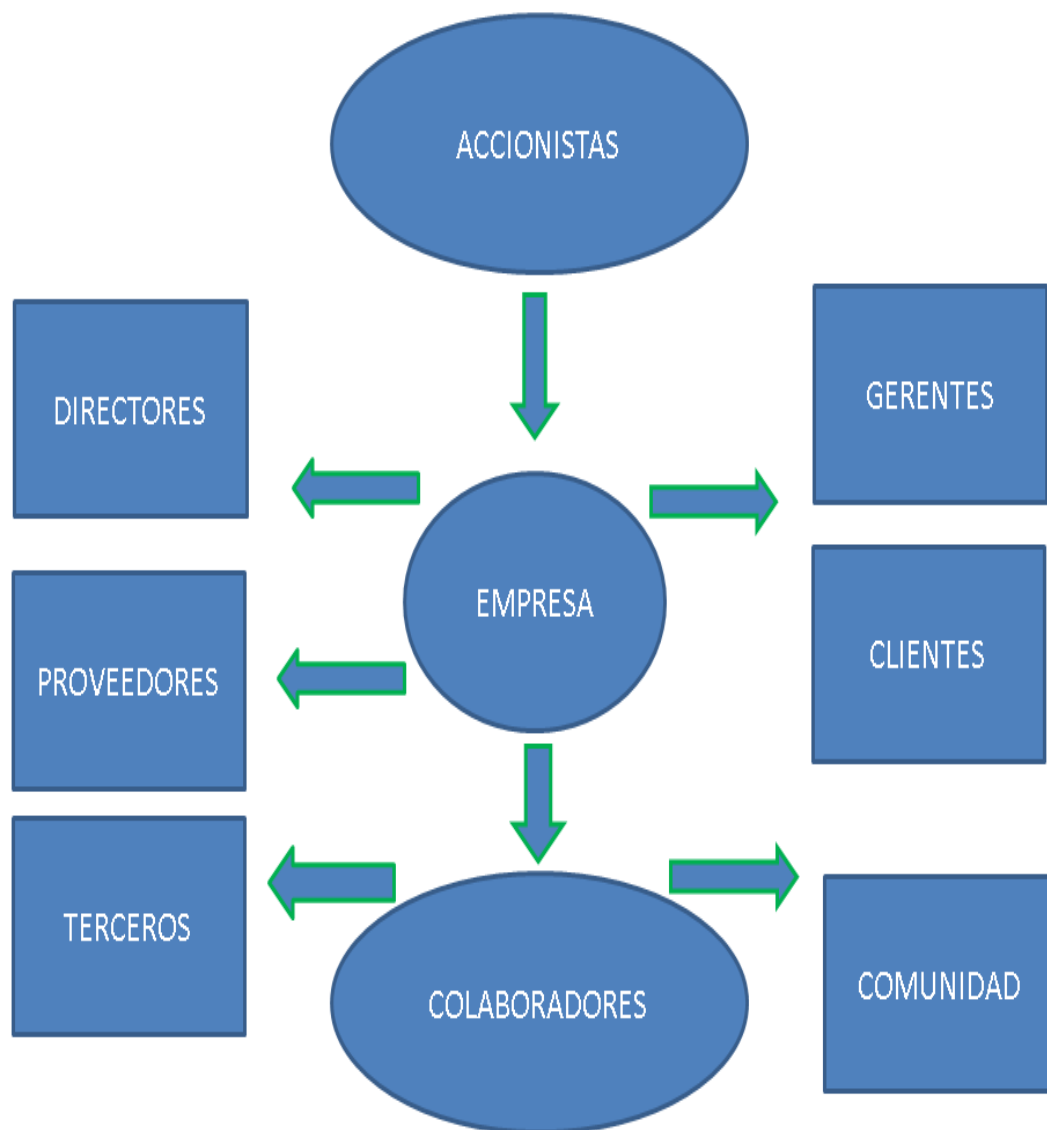 ACCIONISTAS
DIRECTORES
GERENTES
EMPRESA
PROVEEDORES
CLIENTES
TERCEROS
COLABORADORES
COMUNIDAD